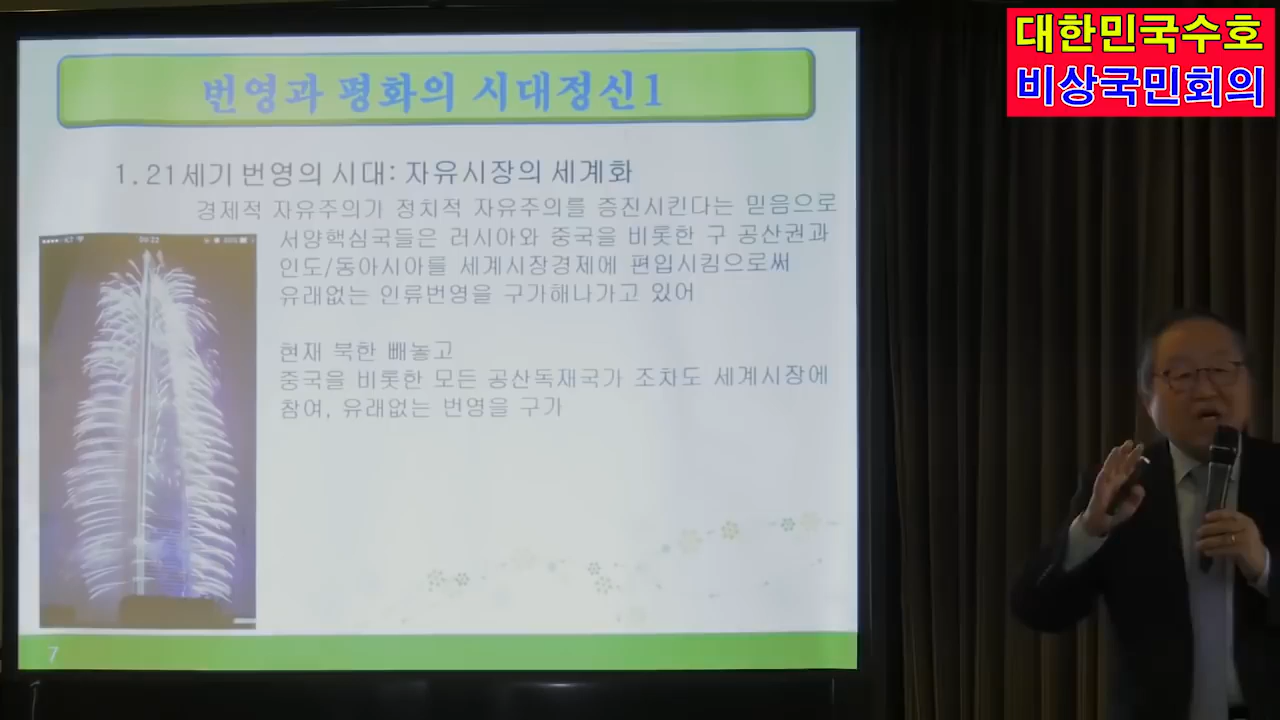 대한민국수호
비상국민회의
번영과 평화의 시대정신1
1. 21세기 번영의 시대: 자유시장의 세계화
경제적 자유주의가 정치적 자유주의를 증진시킨다는 믿음으로
서양핵심국들은 러시아와 중국을 비롯한 구 공산권과
인도/동아시아를 세계시장경제에 편입시킴으로써
유래없는 인류번영을 구가해나가고 있어
현재 북한 빼놓고
중국을 비롯한 모든 공산독재국가 조차도 세계시장에
참여, 유래없는 번영을 구가
7